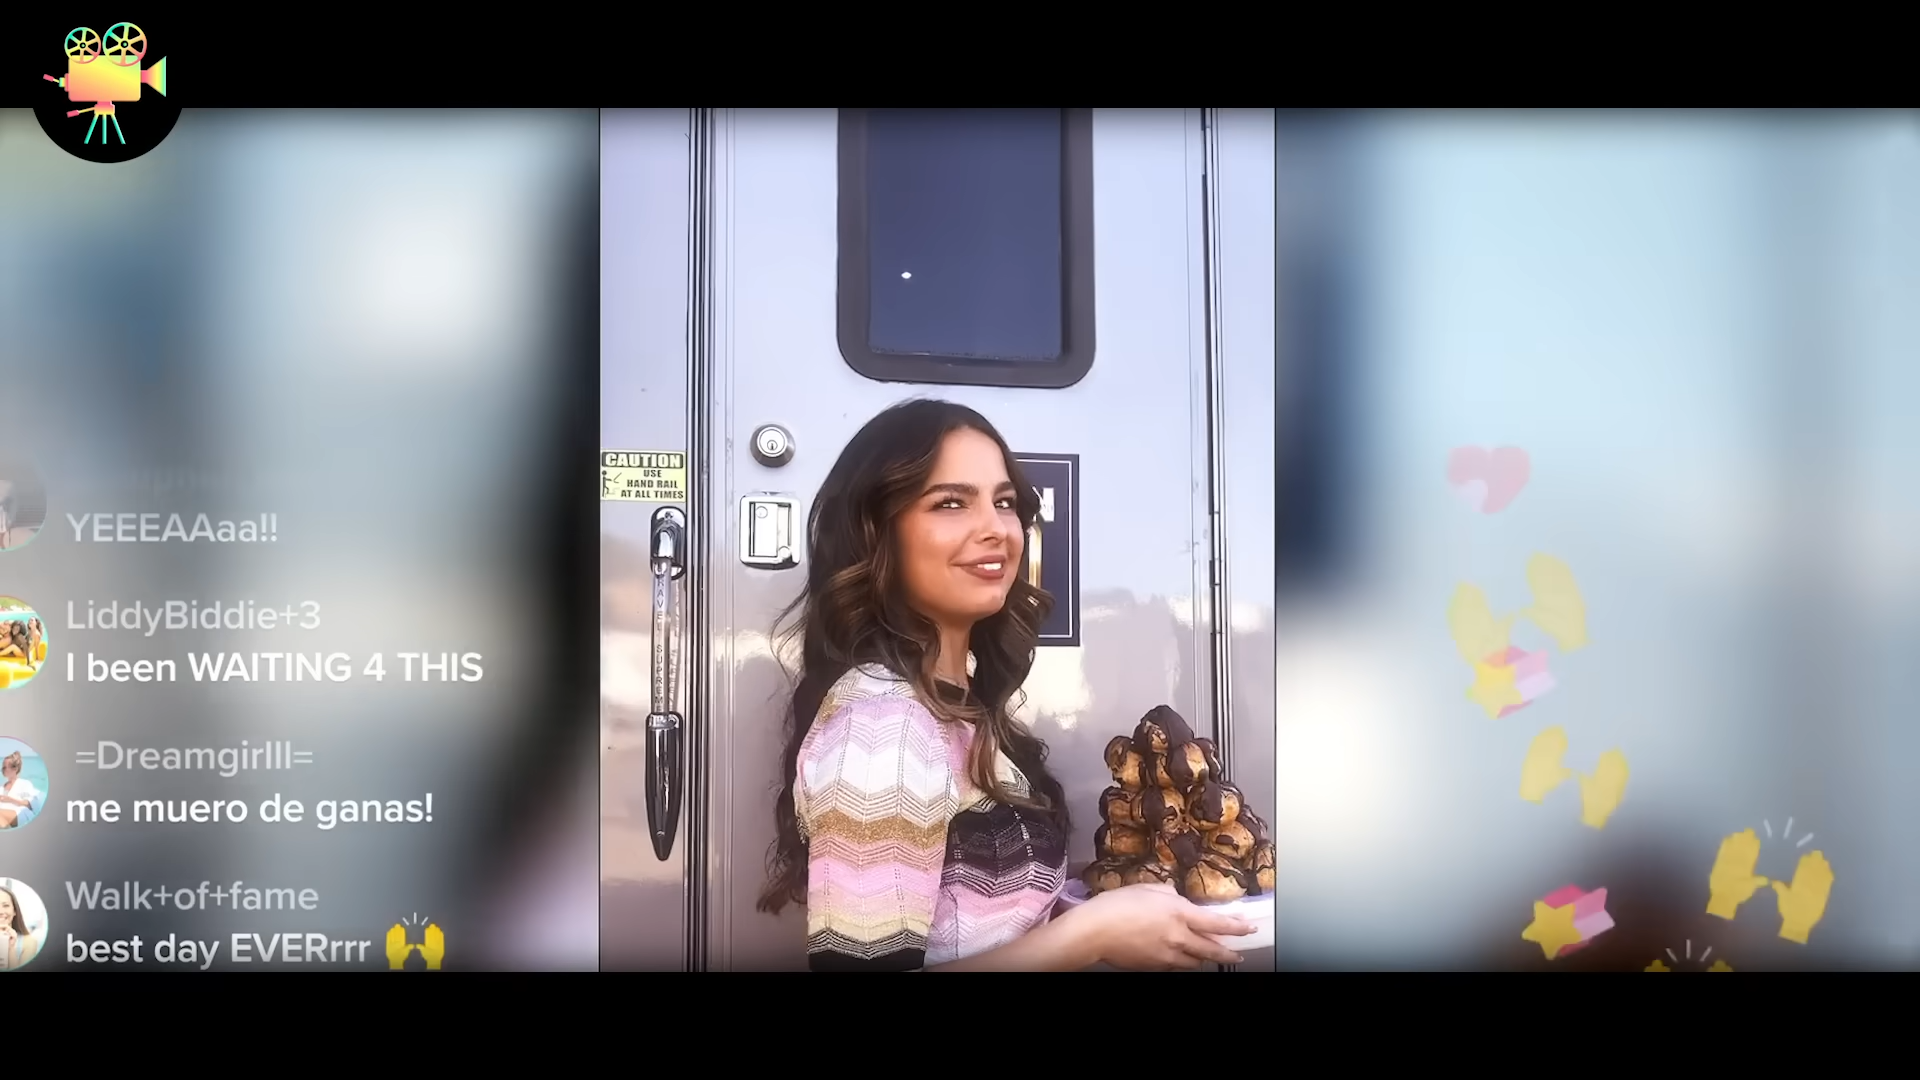 CAUTION
USE
HAND RAIL
AT ALL TIMES
N
YEEEAAaa!!
LiddyBiddie+3
I been WAITING 4 THIS
=Dreamgirlll=
me muero de ganas!
Walk+of+fame
best day EVERrrr